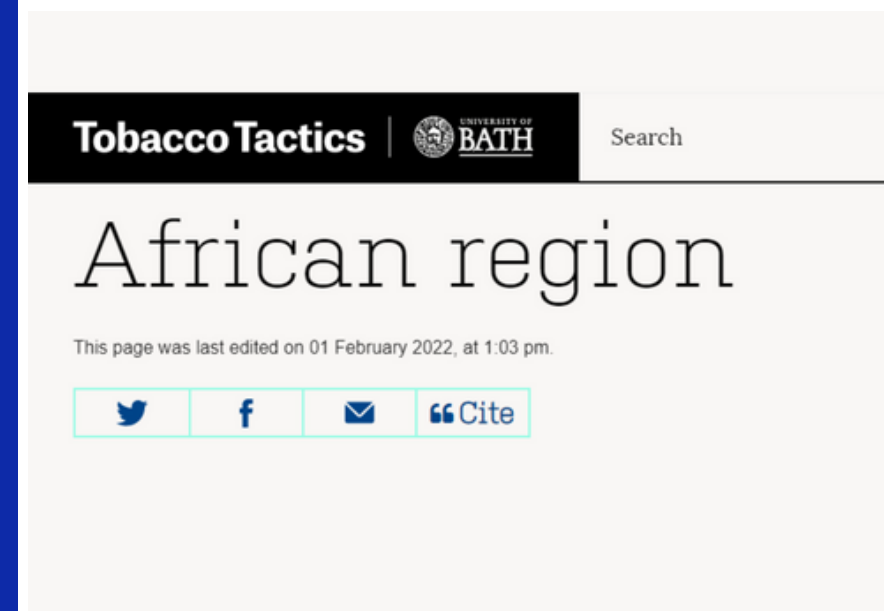 Tobacco Tactics
UNIVERSITY OF
BATH
Search
African region
This page was last edited on 01 February 2022, at 1:03 pm.
Cite